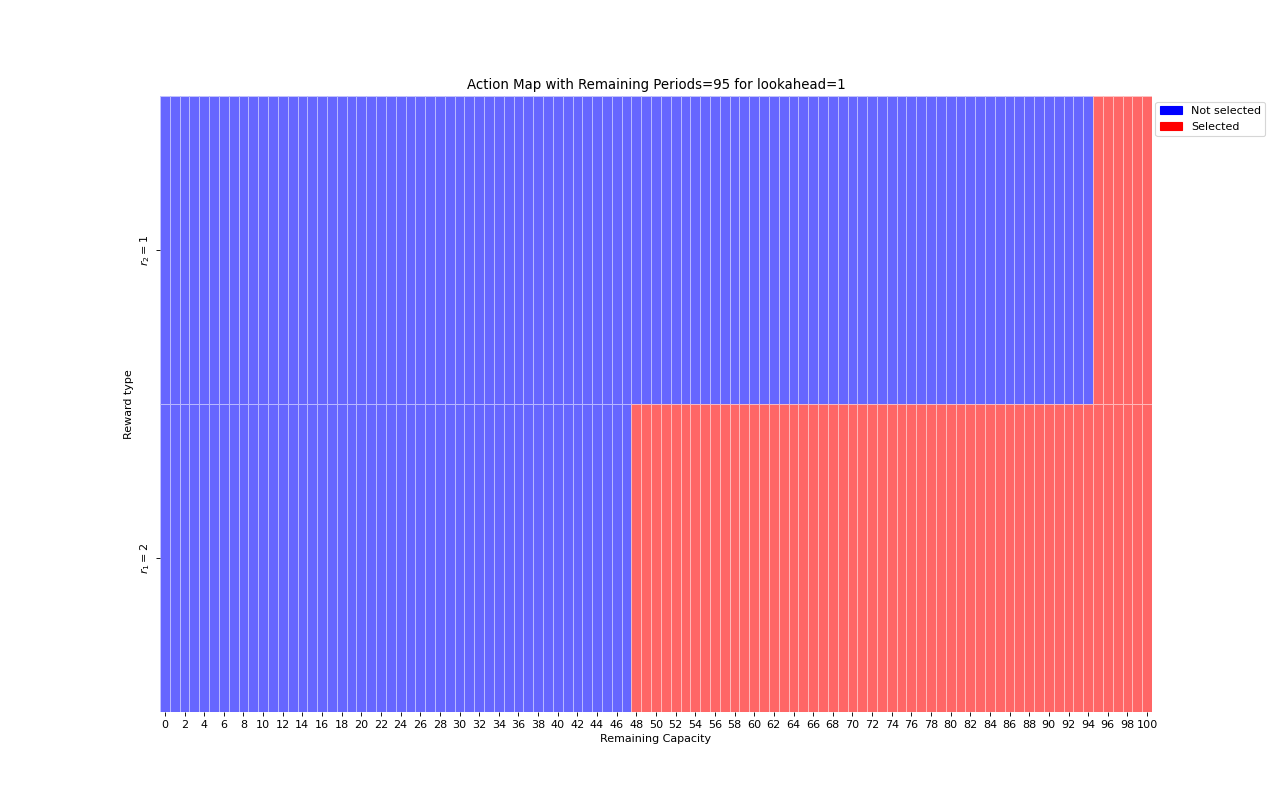 Action Map with Remaining Periods=95 for lookahead=1
Not selected
Selected
r₂ = 1
Reward type
r₁ = 2
0 2 4 6 8 10 12 14 16 18 20 22 24 26 28 30 32 34 36 38 40 42 44 46 48 50 52 54 56 58 60 62 64 66 68 70 72 74 76 78 80 82 84 86 88 90 92 94 96 98 100
Remaining Capacity